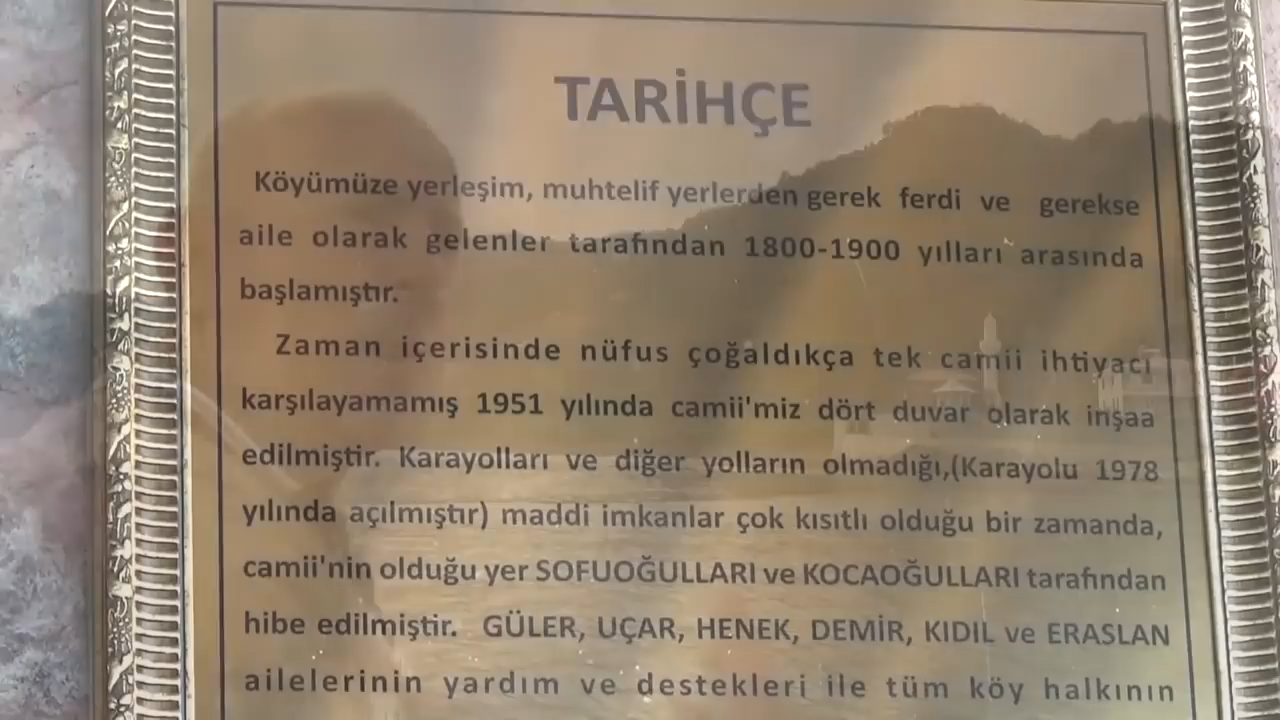 TARİHÇE
Köyümüze yerleşim, muhtelif yerlerden gerek ferdi ve gerekse
aile olarak gelenler tarafından 1800-1900 yılları arasında
başlamıştır.
Zaman içerisinde nüfus çoğaldıkça tek camii ihtiyacı
karşılayamamış 1951 yılında camii'miz dört duvar olarak inşaa
edilmiştir. Karayolları ve diğer yolların olmadığı,(Karayolu 1978
yılında açılmıştır) maddi imkanlar çok kısıtlı olduğu bir zamanda,
camii'nin olduğu yer SOFUOĞULLARI ve KOCAOĞULLARI tarafından
hibe edilmiştir. GÜLER, UÇAR, HENEK, DEMİR, KIDIL ve ERASLAN
ailelerinin yardım ve destekleri ile tüm köy halkının